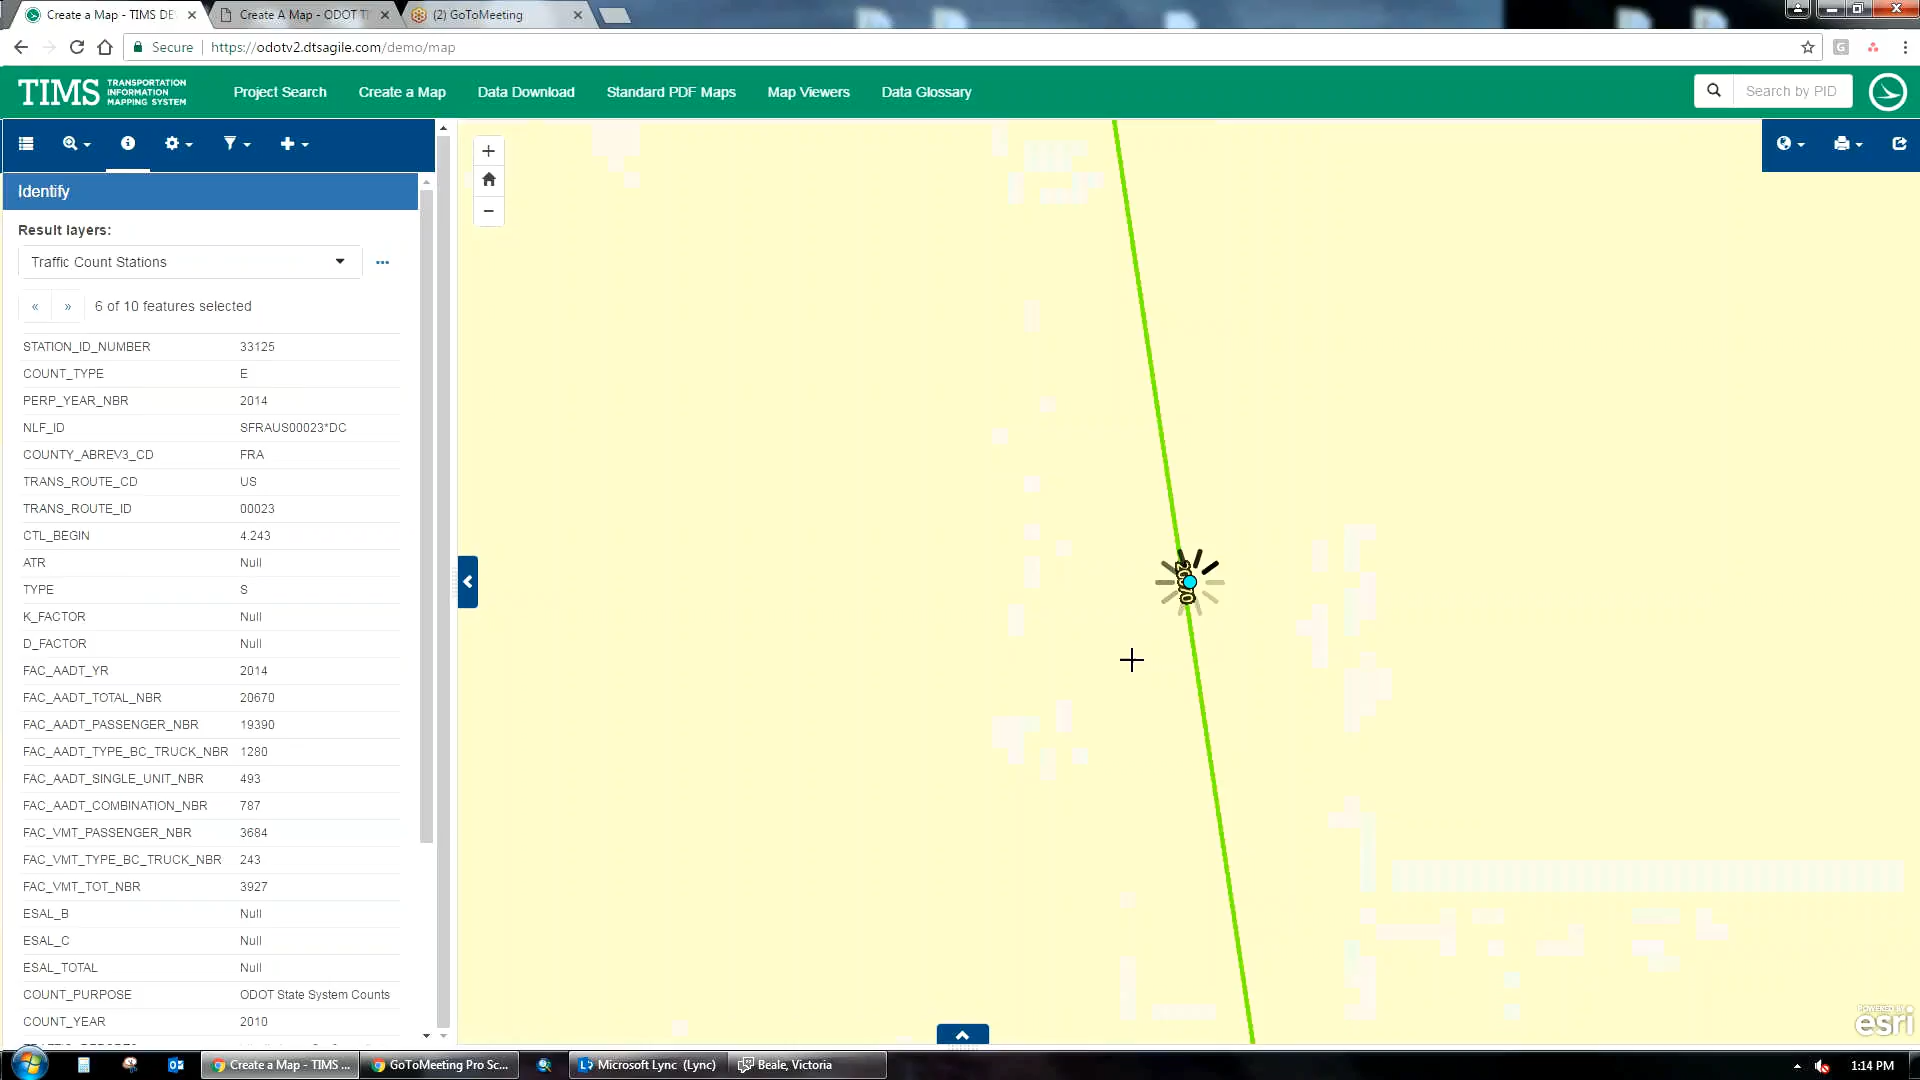 Create a Map - TIMS DE
Create A Map - ODOT T
(2) GoToMeeting
Secure
https://odotv2.dtsagile.com/demo/map
TIMS TRANSPORTATION
INFORMATION
MAPPING SYSTEM
Project Search
Create a Map
Data Download
Standard PDF Maps
Map Viewers
Data Glossary
Search by PID
Identify
Result layers:
Traffic Count Stations
6 of 10 features selected
STATION_ID_NUMBER 33125
COUNT_TYPE E
PERP_YEAR_NBR 2014
NLF_ID SFRAUS00023*DC
COUNTY_ABREV3_CD FRA
TRANS_ROUTE_CD US
TRANS_ROUTE_ID 00023
CTL_BEGIN 4.243
ATR Null
TYPE S
K_FACTOR Null
D_FACTOR Null
FAC_AADT_YR 2014
FAC_AADT_TOTAL_NBR 20670
FAC_AADT_PASSENGER_NBR 19390
FAC_AADT_TYPE_BC_TRUCK_NBR 1280
FAC_AADT_SINGLE_UNIT_NBR 493
FAC_AADT_COMBINATION_NBR 787
FAC_VMT_PASSENGER_NBR 3684
FAC_VMT_TYPE_BC_TRUCK_NBR 243
FAC_VMT_TOT_NBR 3927
ESAL_B Null
ESAL_C Null
ESAL_TOTAL Null
COUNT_PURPOSE ODOT State System Counts
COUNT_YEAR 2010
POWERED BY
esri
Create a Map - TIMS ...
GoToMeeting Pro Sc...
Microsoft Lync (Lync)
Beale, Victoria
1:14 PM